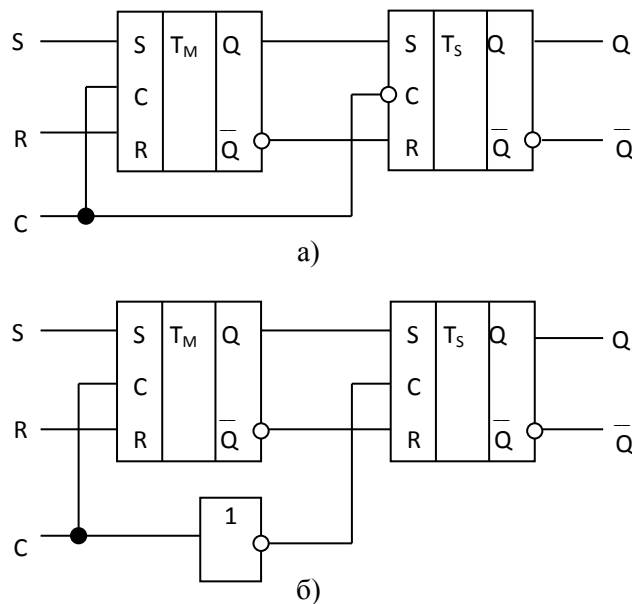 S S T_M Q S T_S Q Q
C C
R R Q̅ R Q̅ Q̅
C
а)
S S T_M Q S T_S Q Q
C C
R R Q̅ R Q̅ Q̅
C 1
б)